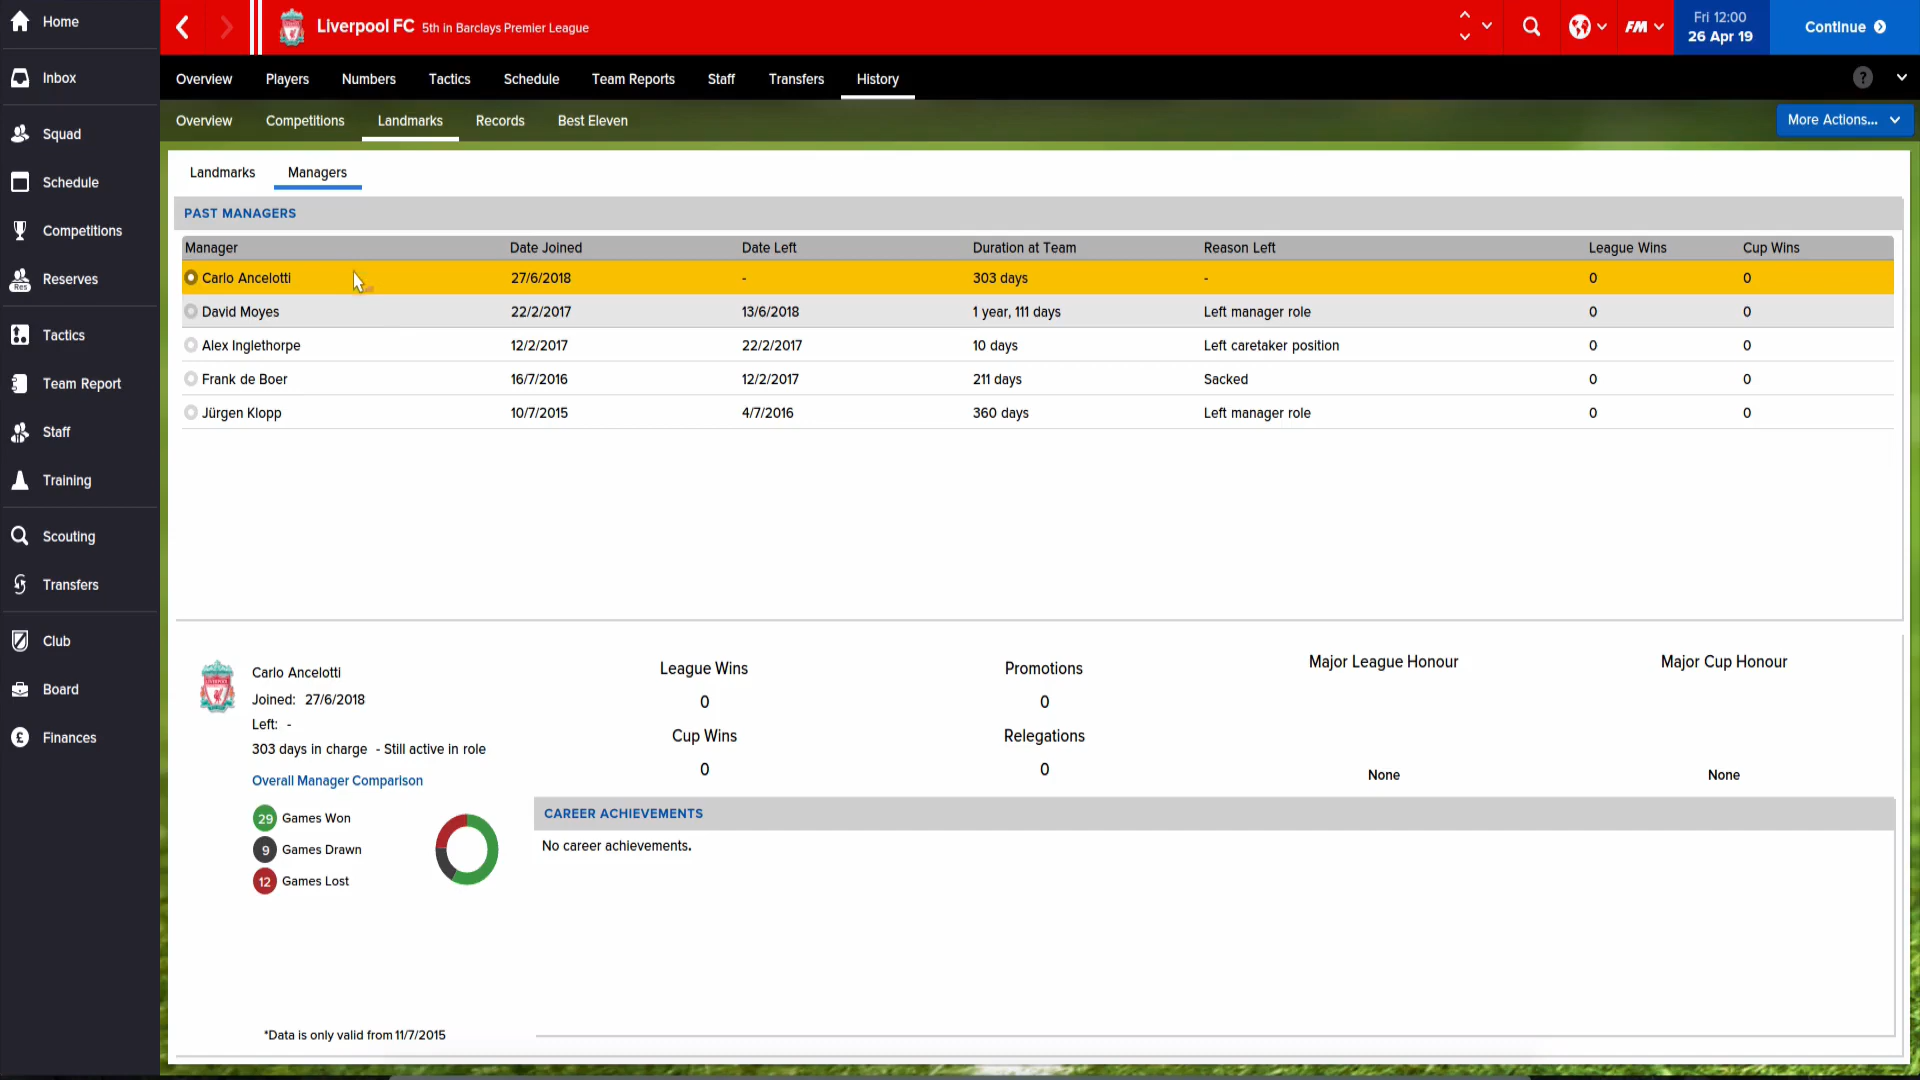 Home
Inbox
Squad
Schedule
Competitions
Res
Reserves
Tactics
Team Report
Staff
Training
Scouting
Transfers
Club
Board
Finances
Liverpool FC 5th in Barclays Premier League
FM
Fri 12:00
26 Apr 19
Continue
Overview Players Numbers Tactics Schedule Team Reports Staff Transfers History
?
Overview Competitions Landmarks Records Best Eleven
More Actions...
Landmarks Managers
PAST MANAGERS
Manager Date Joined Date Left Duration at Team Reason Left League Wins Cup Wins
Carlo Ancelotti 27/6/2018 - 303 days - 0 0
David Moyes 22/2/2017 13/6/2018 1 year, 111 days Left manager role 0 0
Alex Inglethorpe 12/2/2017 22/2/2017 10 days Left caretaker position 0 0
Frank de Boer 16/7/2016 12/2/2017 211 days Sacked 0 0
Jürgen Klopp 10/7/2015 4/7/2016 360 days Left manager role 0 0
Carlo Ancelotti
Joined: 27/6/2018
Left: -
303 days in charge - Still active in role
Overall Manager Comparison
29 Games Won
9 Games Drawn
12 Games Lost
*Data is only valid from 11/7/2015
League Wins
0
Cup Wins
0
Promotions
0
Relegations
0
Major League Honour
None
Major Cup Honour
None
CAREER ACHIEVEMENTS
No career achievements.